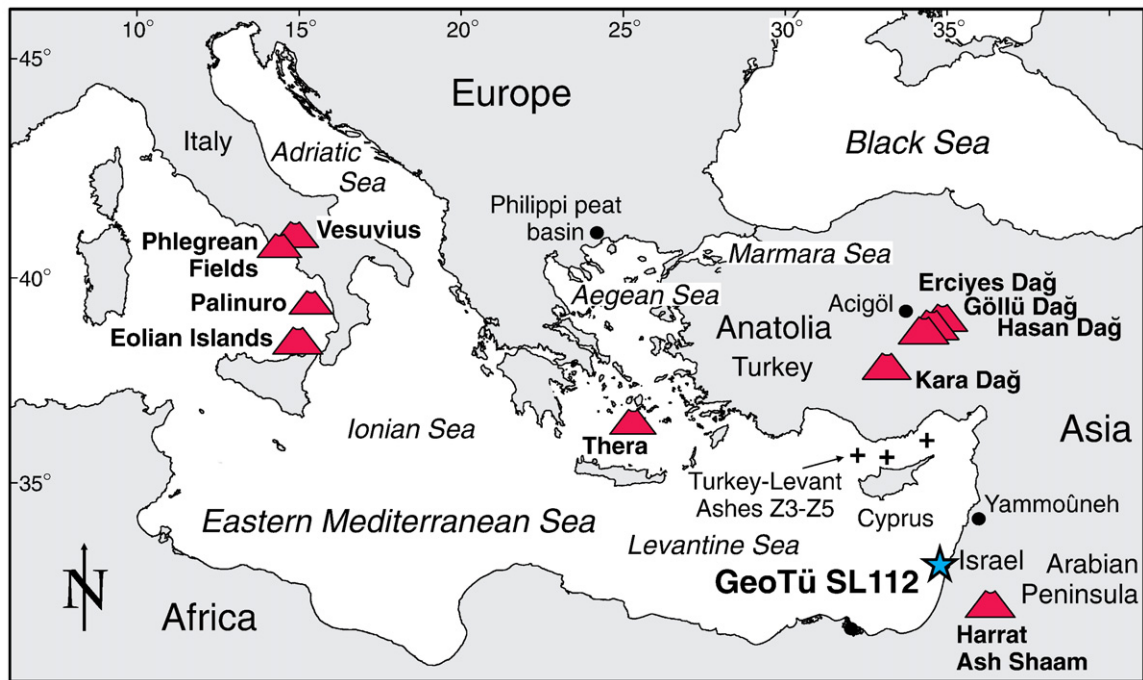 10° 15° 20° 25° 30° 35°
45°
Europe
Italy
Adriatic
Sea
Black Sea
Philippi peat
basin
Vesuvius
Phlegrean
Fields
Marmara Sea
40°
Palinuro
Aegean Sea
Erciyes Dağ
Acigöl
Göllü Dağ
Anatolia
Hasan Dağ
Eolian Islands
Turkey
Kara Dağ
Ionian Sea
Thera
Asia
35°
Turkey-Levant
Ashes Z3-Z5
Cyprus
Yammoûneh
Eastern Mediterranean Sea
Levantine Sea
GeoTü SL112
Israel
Arabian
Peninsula
N
Africa
Harrat
Ash Shaam